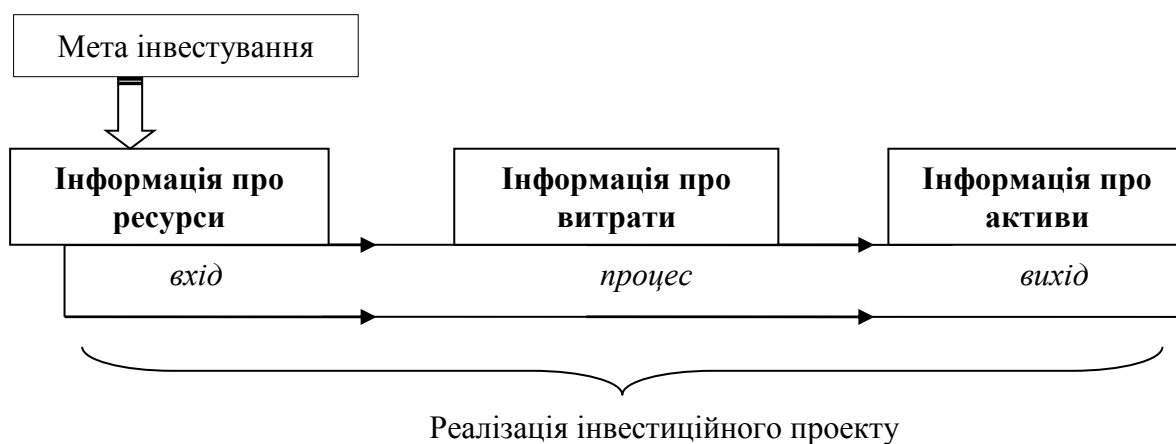 Мета інвестування
Інформація про
ресурси
Інформація про
витрати
Інформація про
активи
вхід
процес
вихід
Реалізація інвестиційного проекту